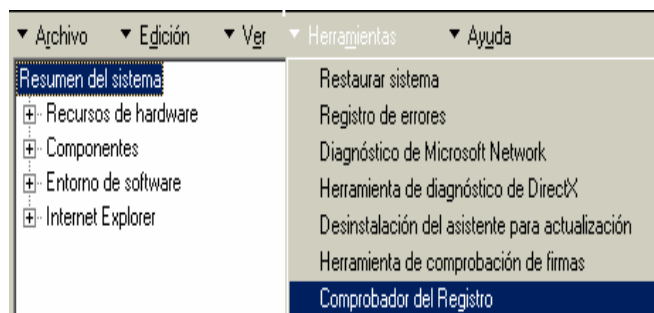 Archivo Edición Ver Herramientas Ayuda
Resumen del sistema
Recursos de hardware
Componentes
Entorno de software
Internet Explorer
Restaurar sistema
Registro de errores
Diagnóstico de Microsoft Network
Herramienta de diagnóstico de DirectX
Desinstalación del asistente para actualización
Herramienta de comprobación de firmas
Comprobador del Registro